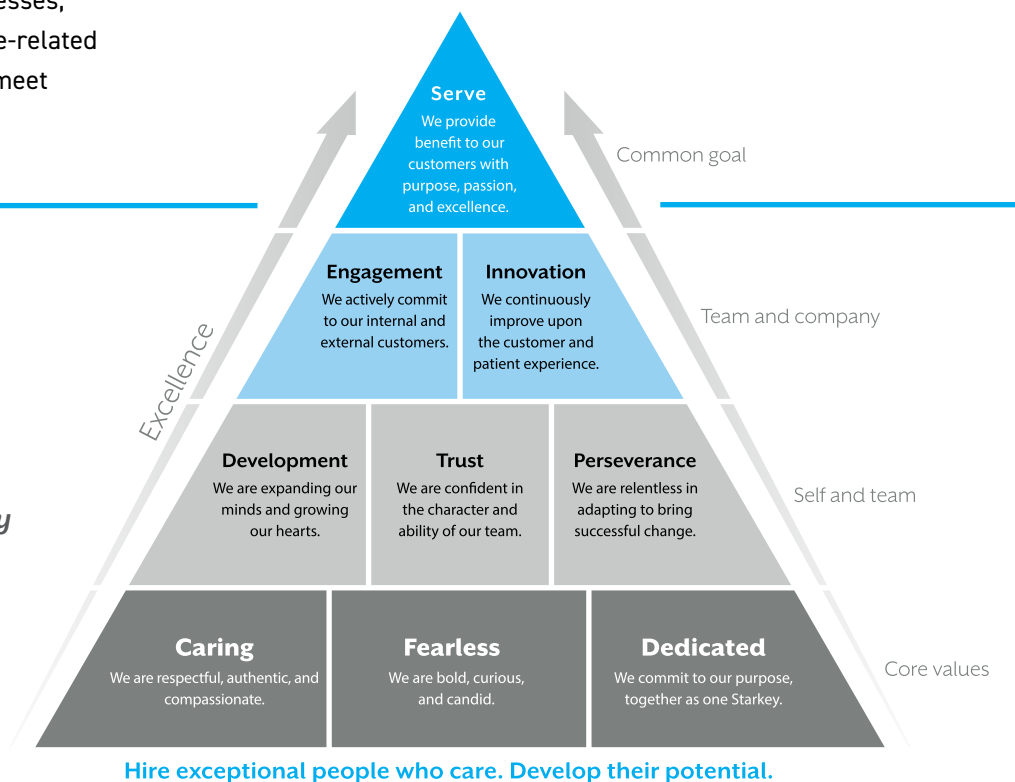 esses,
e-related
meet
Serve
We provide
benefit to our
customers with
purpose, passion,
and excellence.
Common goal
Engagement
We actively commit
to our internal and
external customers.
Innovation
We continuously
improve upon
the customer and
patient experience.
Team and company
Excellence
Development
We are expanding our
minds and growing
our hearts.
Trust
We are confident in
the character and
ability of our team.
Perseverance
We are relentless in
adapting to bring
successful change.
Self and team
y
Caring
We are respectful, authentic, and
compassionate.
Fearless
We are bold, curious,
and candid.
Dedicated
We commit to our purpose,
together as one Starkey.
Core values
Hire exceptional people who care. Develop their potential.